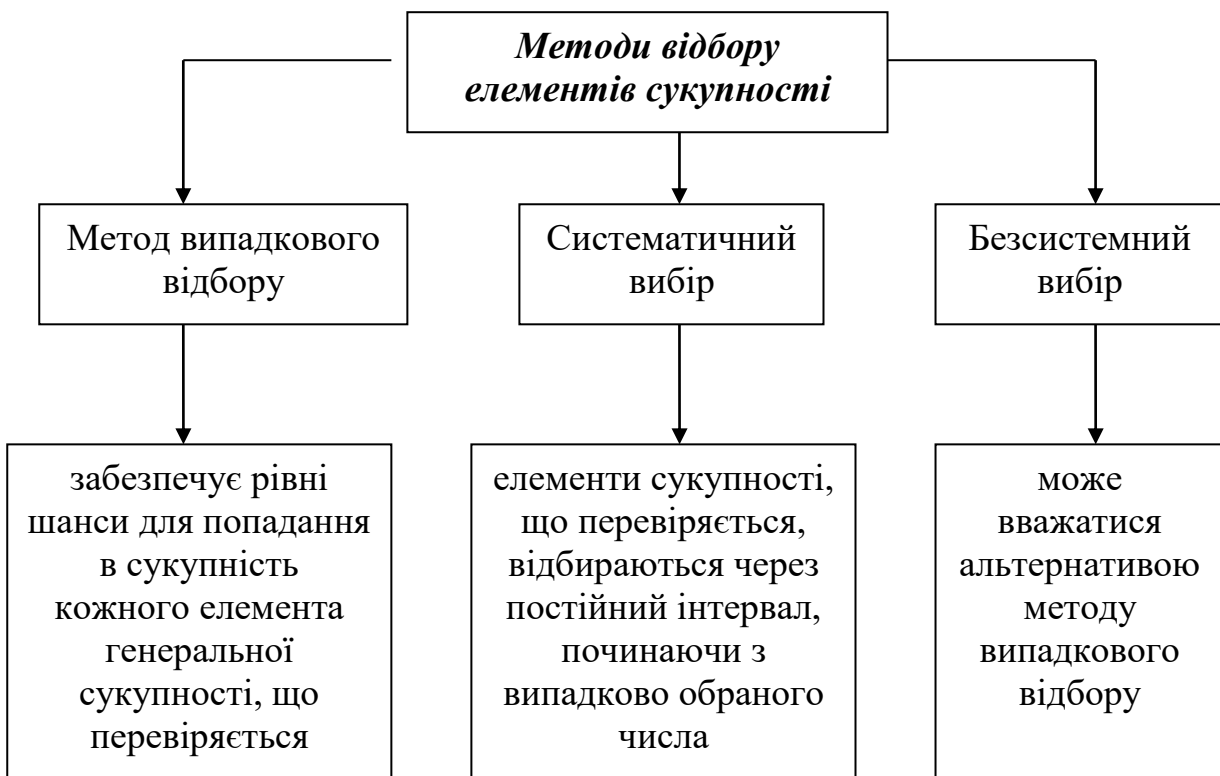 Методи відбору
елементів сукупності
Метод випадкового
відбору
Систематичний
вибір
Безсистемний
вибір
забезпечує рівні
шанси для попадання
в сукупність
кожного елемента
генеральної
сукупності, що
перевіряється
елементи сукупності,
що перевіряється,
відбираються через
постійний інтервал,
починаючи з
випадково обраного
числа
може
вважатися
альтернативою
методу
випадкового
відбору